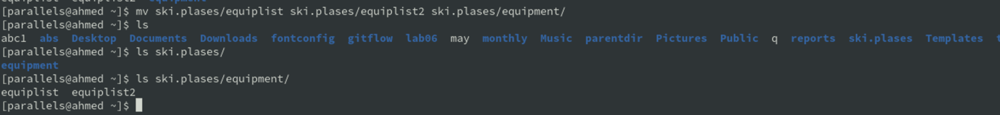 [parallels@ahmed ~]$ mv ski.plases/equiplist ski.plases/equiplist2 ski.plases/equipment/
[parallels@ahmed ~]$ ls
abc1 abs Desktop Documents Downloads fontconfig gitflow lab06 may monthly Music parentdir Pictures Public q reports ski.plases Templates
[parallels@ahmed ~]$ ls ski.plases/
equipment
[parallels@ahmed ~]$ ls ski.plases/equipment/
equiplist equiplist2
[parallels@ahmed ~]$